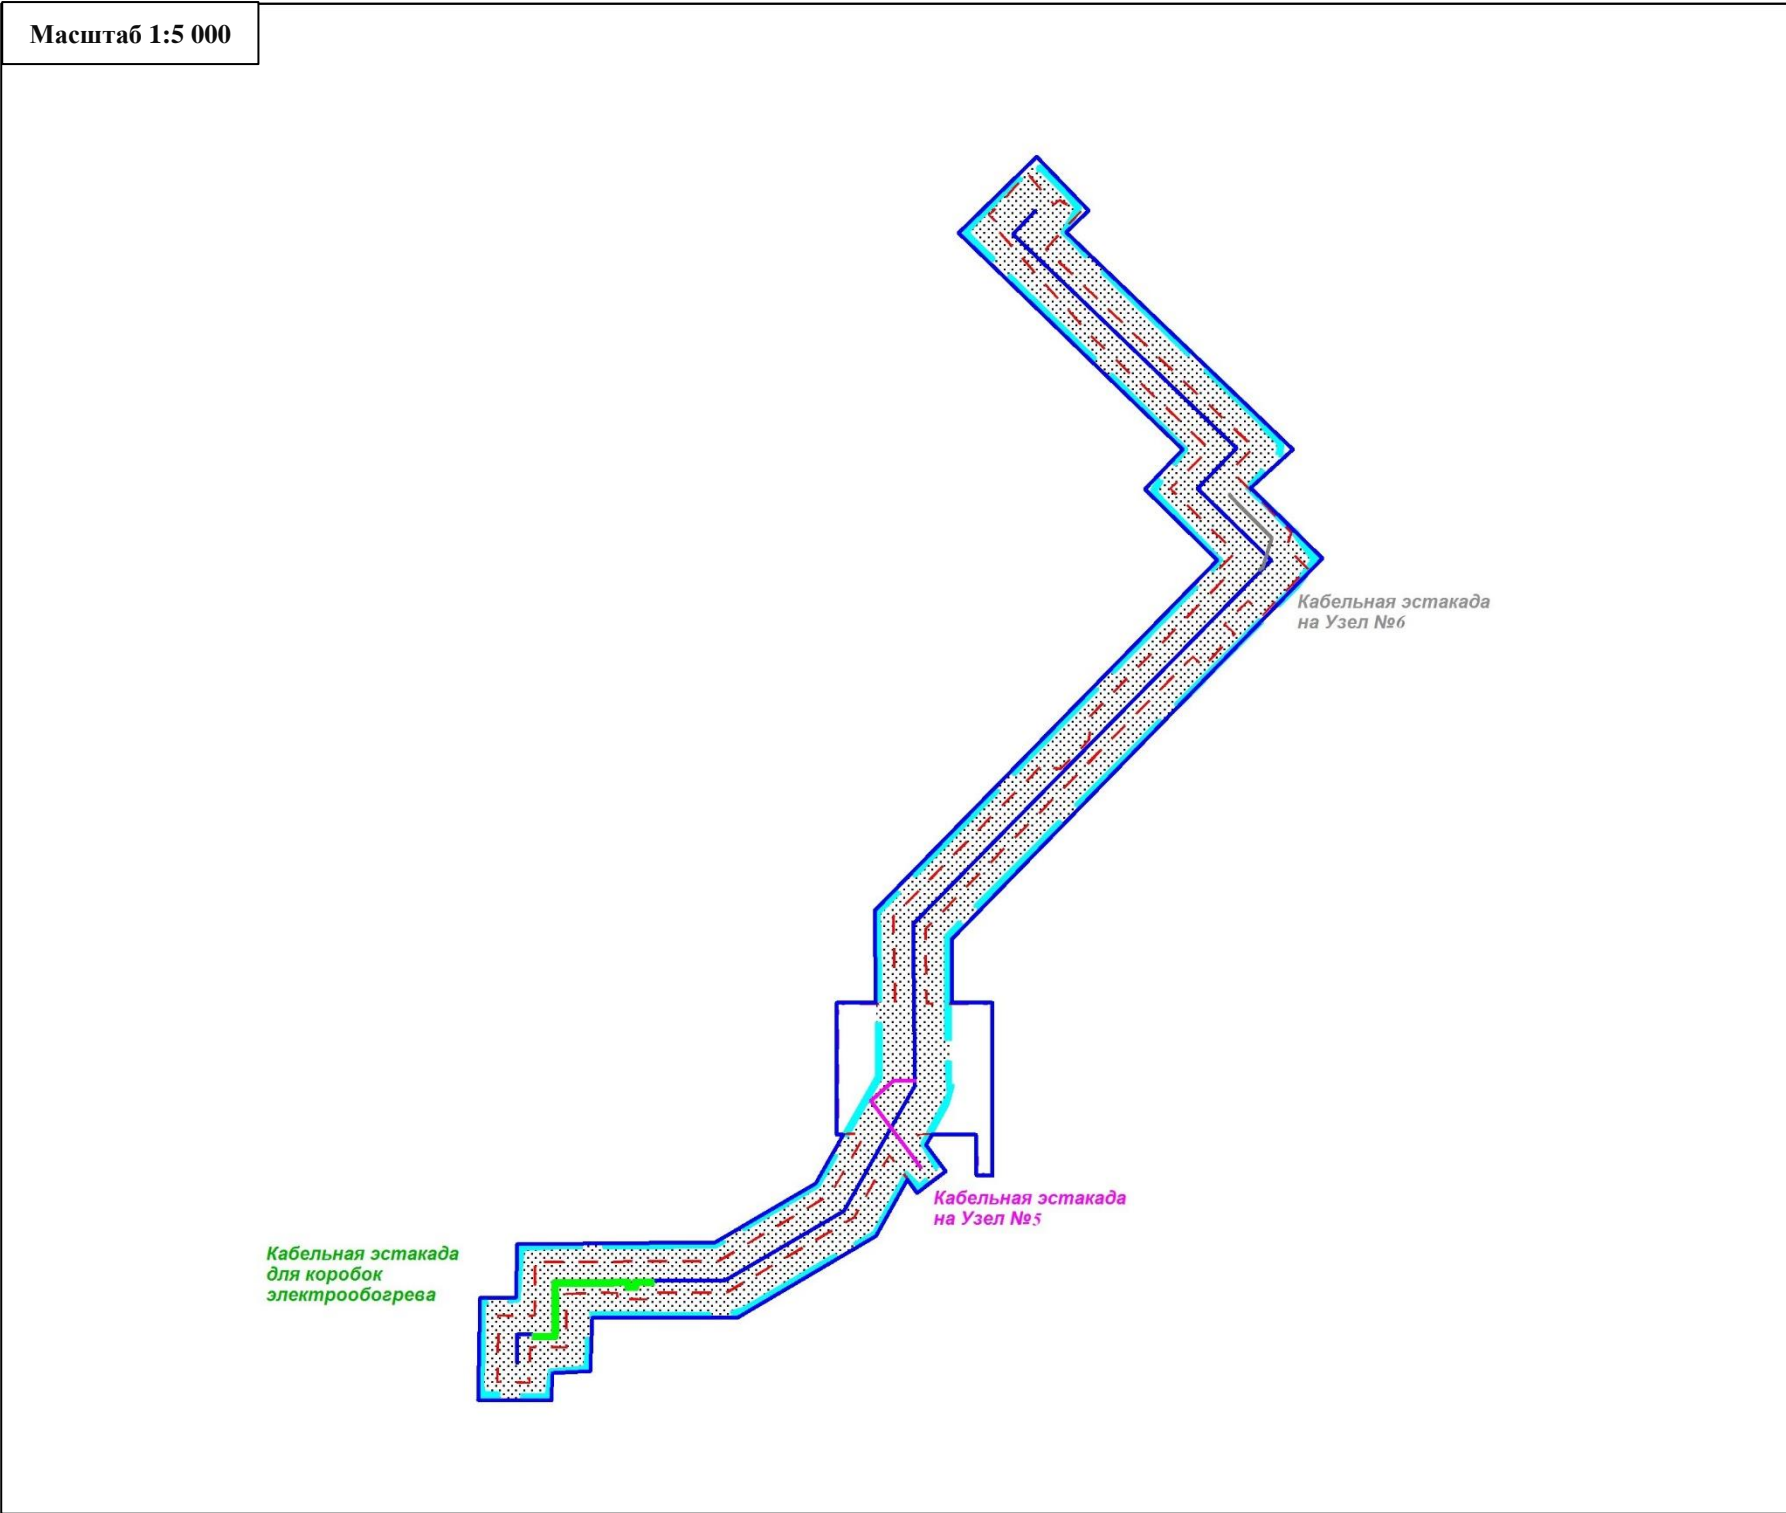 Масштаб 1:5 000
Кабельная эстакада
на Узел №6
Кабельная эстакада
на Узел №5
Кабельная эстакада
для коробок
электрообогрева